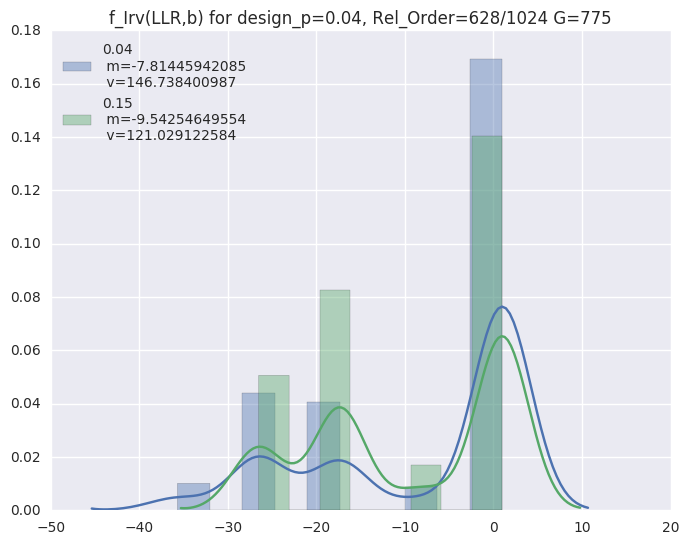 f_Irv(LLR,b) for design_p=0.04, Rel_Order=628/1024 G=775
0.04
m=-7.81445942085
v=146.738400987
0.15
m=-9.54254649554
v=121.029122584
0.18
0.16
0.14
0.12
0.10
0.08
0.06
0.04
0.02
0.00
−50 −40 −30 −20 −10 0 10 20